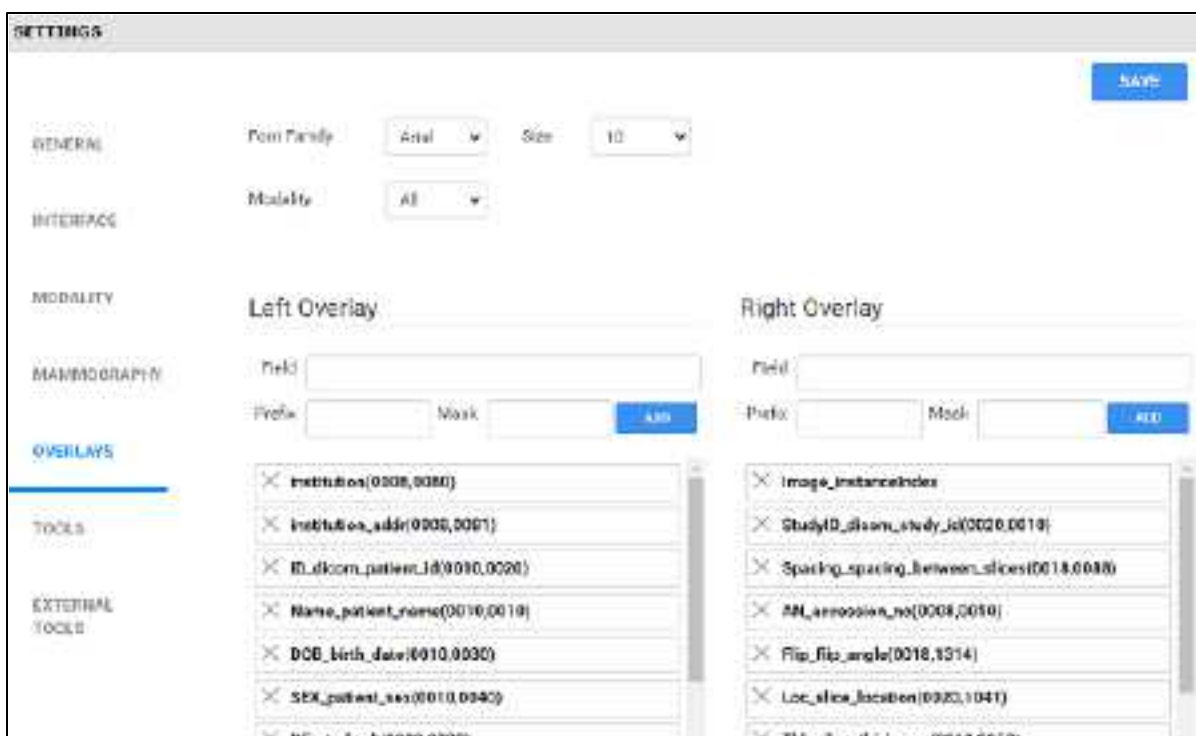 SETTINGS
SAVE
GENERAL
Font Family Arial Size 10
INTERFACE
Modality All
MODALITY
Left Overlay
Right Overlay
MAMMOGRAPHY
Field
Field
Prefix Mask ADD
Prefix Mask ADD
OVERLAYS
institution(0008,0080)
Image_instanceIndex
TOOLS
institution_addr(0008,0081)
StudyID_dicom_study_id(0020,0010)
ID_dicom_patient_id(0010,0020)
Spacing_spacing_between_slices(0018,0088)
EXTERNAL
TOOLS
Name_patient_name(0010,0010)
AN_accession_no(0008,0050)
DOB_birth_date(0010,0030)
Flip_flip_angle(0018,1314)
SEX_patient_sex(0010,0040)
Loc_slice_location(0020,1041)